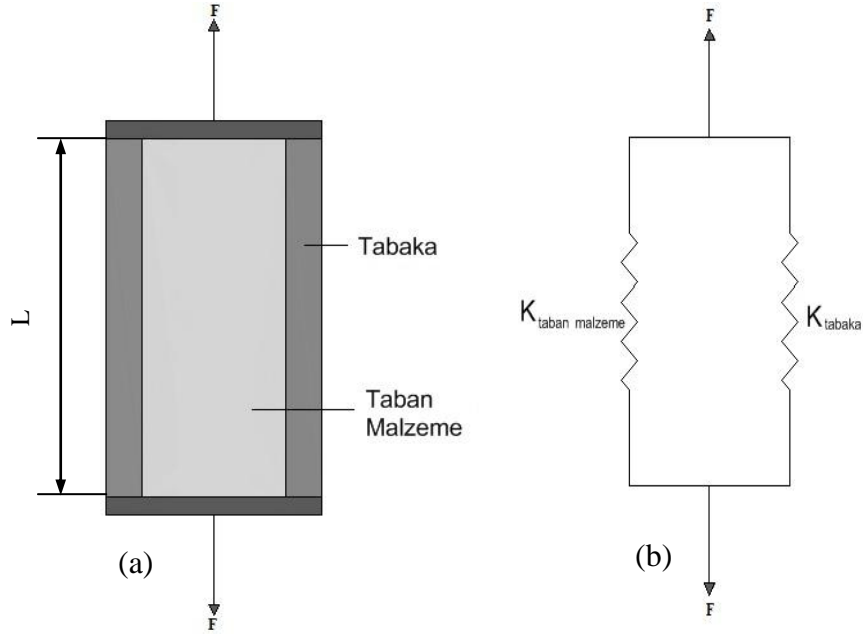 F
L
Tabaka
Taban
Malzeme
F
(a)
F
K taban malzeme
K tabaka
F
(b)